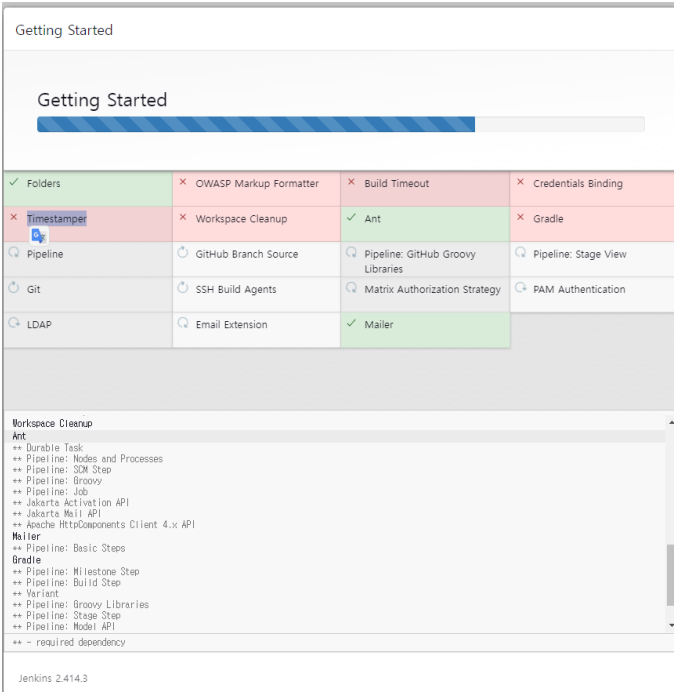 Getting Started
Getting Started
Folders
OWASP Markup Formatter
Build Timeout
Credentials Binding
Timestamper
Workspace Cleanup
Ant
Gradle
Pipeline
GitHub Branch Source
Pipeline: GitHub Groovy
Libraries
Pipeline: Stage View
Git
SSH Build Agents
Matrix Authorization Strategy
PAM Authentication
LDAP
Email Extension
Mailer
Workspace Cleanup
Ant
** Durable Task
** Pipeline: Nodes and Processes
** Pipeline: SCM Step
** Pipeline: Groovy
** Pipeline: Job
** Jakarta Activation API
** Jakarta Mail API
** Apache HttpComponents Client 4.x API
Mailer
** Pipeline: Basic Steps
Gradle
** Pipeline: Milestone Step
** Pipeline: Build Step
** Variant
** Pipeline: Groovy Libraries
** Pipeline: Stage Step
** Pipeline: Model API
** - required dependency
Jenkins 2.414.3